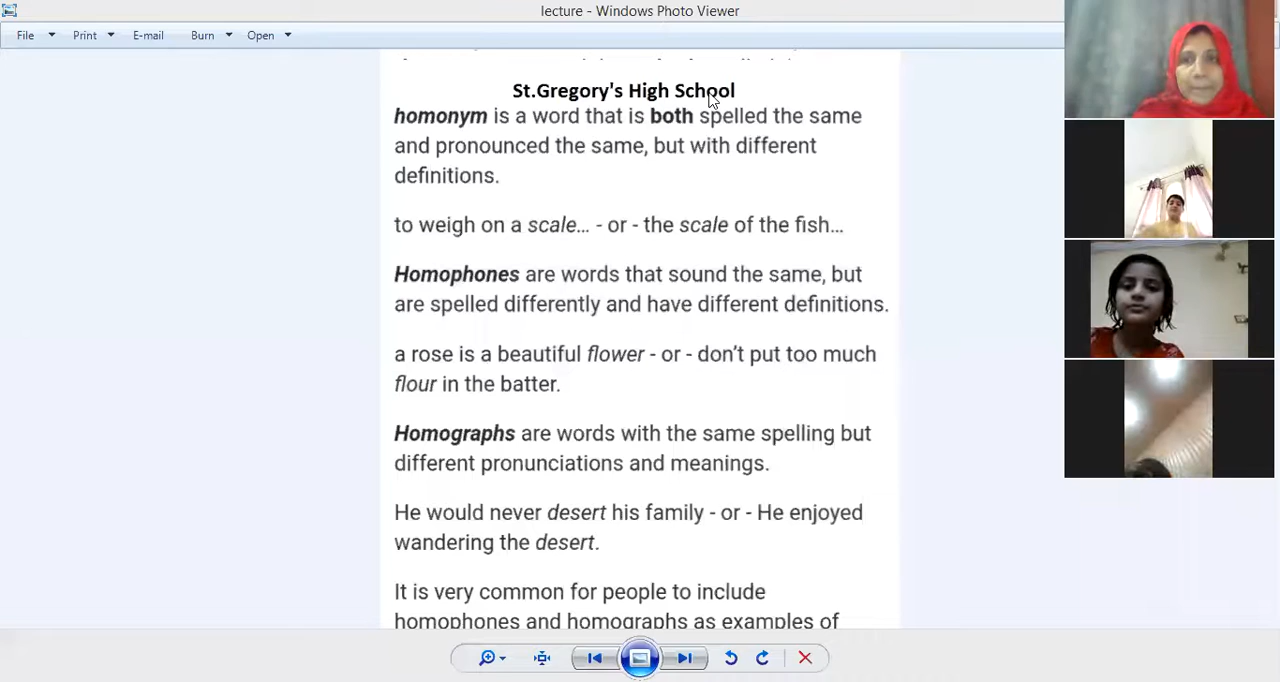 lecture - Windows Photo Viewer
File Print E-mail Burn Open
St.Gregory's High School
homonym is a word that is both spelled the same
and pronounced the same, but with different
definitions.
to weigh on a scale... - or - the scale of the fish...
Homophones are words that sound the same, but
are spelled differently and have different definitions.
a rose is a beautiful flower - or - don't put too much
flour in the batter.
Homographs are words with the same spelling but
different pronunciations and meanings.
He would never desert his family - or - He enjoyed
wandering the desert.
It is very common for people to include
homophones and homographs as examples of